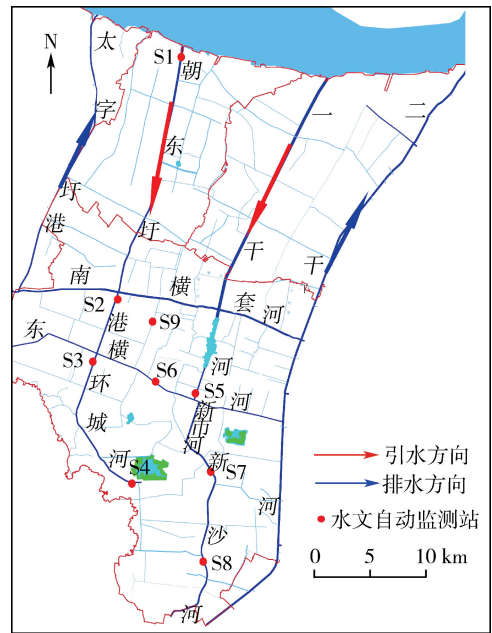 N
太字圩港
S1
朝东圩港
一干河
二干河
南横套河
S2
S9
东横河
S3
S6
S5
环城河
新市河
S4
S7
新沙河
S8
引水方向
排水方向
水文自动监测站
0 5 10 km